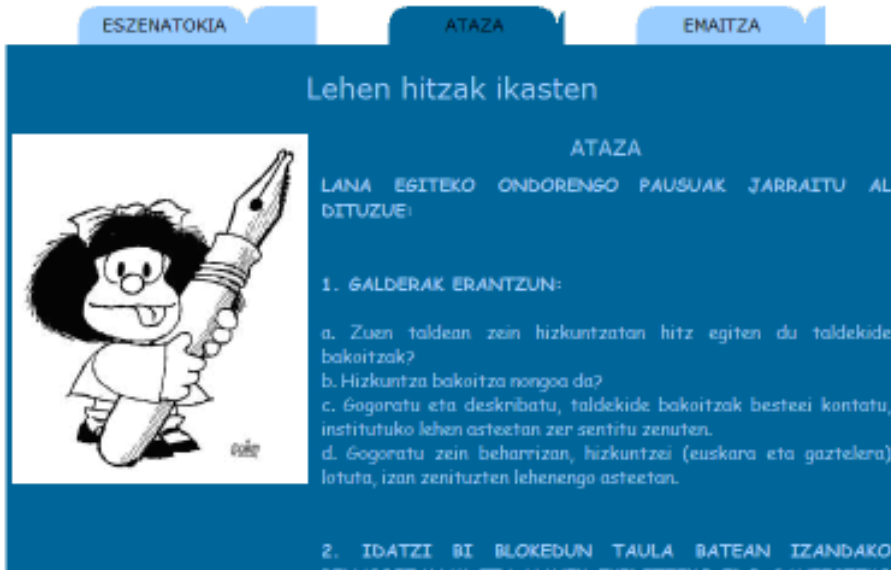 ESZENATOKIA
ATAZA
EMAITZA
Lehen hitzak ikasten
ATAZA
LANA EGITEKO ONDORENGO PAUSUAK JARRAITU AL
DITUZUE:
1. GALDERAK ERANTZUN:
a. Zuen taldean zein hizkuntzatan hitz egiten du taldekide
bakoitzak?
b. Hizkuntza bakoitza nongoa da?
c. Gogoratu eta deskribatu, taldekide bakoitzak besteei kontatu,
institutuko lehen asteetan zer sentitu zenuten.
d. Gogoratu zein beharrizan, hizkuntzei (euskara eta gaztelera)
lotuta, izan zenituzten lehenengo asteetan.
2. IDATZI BI BLOKEDUN TAULA BATEAN IZANDAKO